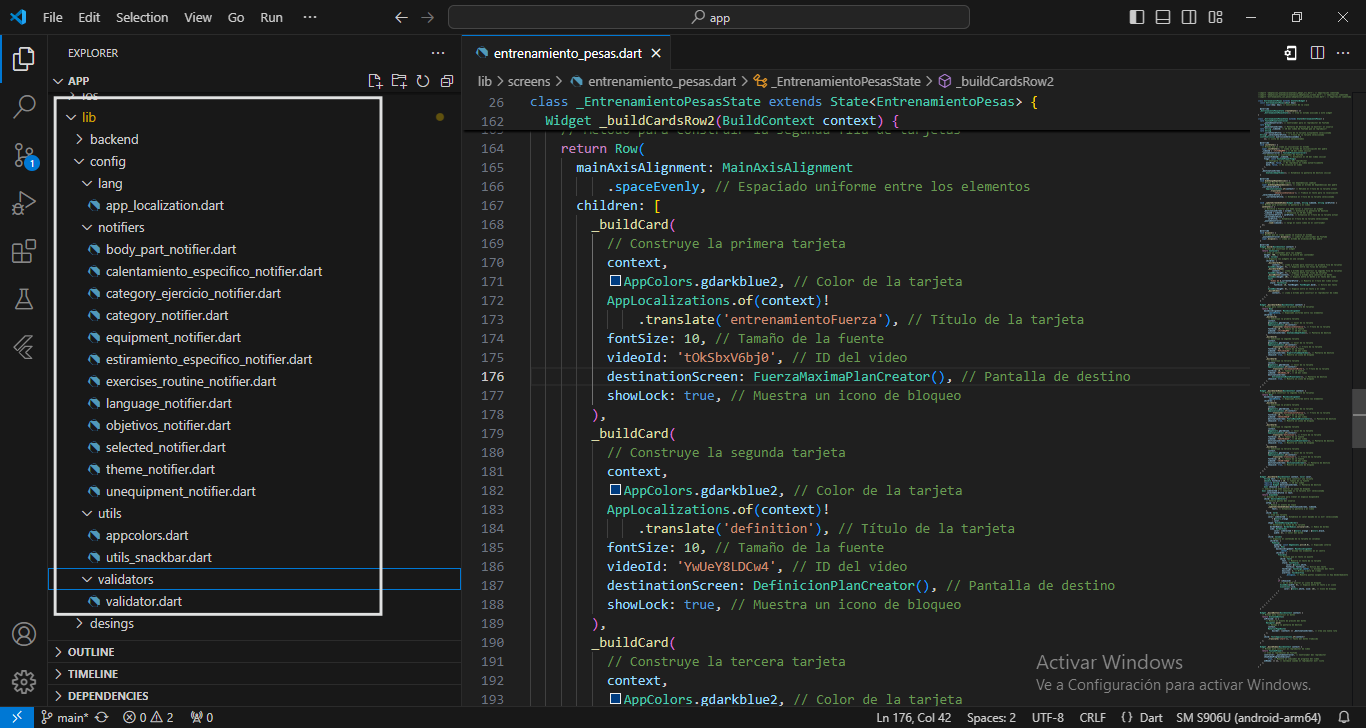 File Edit Selection View Go Run ··· app
EXPLORER ···
APP
ios
lib
backend
config
lang
app_localization.dart
notifiers
body_part_notifier.dart
calentamiento_especifico_notifier.dart
category_ejercicio_notifier.dart
category_notifier.dart
equipment_notifier.dart
estiramiento_especifico_notifier.dart
exercises_routine_notifier.dart
language_notifier.dart
objetivos_notifier.dart
selected_notifier.dart
theme_notifier.dart
unequipment_notifier.dart
utils
appcolors.dart
utils_snackbar.dart
validators
validator.dart
desings
OUTLINE
TIMELINE
DEPENDENCIES
1
entrenamiento_pesas.dart
lib > screens > entrenamiento_pesas.dart > _EntrenamientoPesasState > _buildCardsRow2
26 class _EntrenamientoPesasState extends State<EntrenamientoPesas> {
162 Widget _buildCardsRow2(BuildContext context) {
163 // Método para construir la segunda fila de tarjetas
164 return Row(
165 mainAxisAlignment: MainAxisAlignment
166 .spaceEvenly, // Espaciado uniforme entre los elementos
167 children: [
168 _buildCard(
169 // Construye la primera tarjeta
170 context,
171 AppColors.gdarkblue2, // Color de la tarjeta
172 AppLocalizations.of(context)!
173 .translate('entrenamientoFuerza'), // Título de la tarjeta
174 fontSize: 10, // Tamaño de la fuente
175 videoId: 'tOkSbxV6bj0', // ID del video
176 destinationScreen: FuerzaMaximaPlanCreator(), // Pantalla de destino
177 showLock: true, // Muestra un icono de bloqueo
178 ),
179 _buildCard(
180 // Construye la segunda tarjeta
181 context,
182 AppColors.gdarkblue2, // Color de la tarjeta
183 AppLocalizations.of(context)!
184 .translate('definition'), // Título de la tarjeta
185 fontSize: 10, // Tamaño de la fuente
186 videoId: 'YwUeY8LDCw4', // ID del video
187 destinationScreen: DefinicionPlanCreator(), // Pantalla de destino
188 showLock: true, // Muestra un icono de bloqueo
189 ),
190 _buildCard(
191 // Construye la tercera tarjeta
192 context,
193 AppColors.gdarkblue2, // Color de la tarjeta
Activar Windows
Ve a Configuración para activar Windows.
main* 0 2 0 Ln 176, Col 42 Spaces: 2 UTF-8 CRLF {} Dart SM S906U (android-arm64)